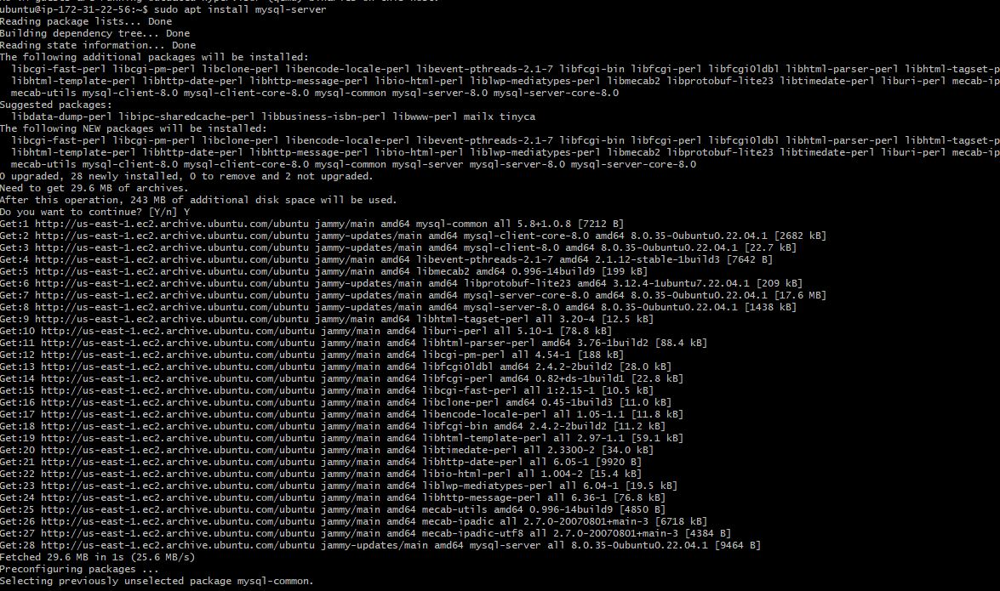 ubuntu@ip-172-31-22-56:~$ sudo apt install mysql-server
Reading package lists... Done
Building dependency tree... Done
Reading state information... Done
The following additional packages will be installed:
  libcgi-fast-perl libcgi-pm-perl libclone-perl libencode-locale-perl libevent-pthreads-2.1-7 libfcgi-bin libfcgi-perl libfcgi0ldbl libhtml-parser-perl libhtml-tagset-p
  libhtml-template-perl libhttp-date-perl libhttp-message-perl libio-html-perl liblwp-mediatypes-perl libmecab2 libprotobuf-lite23 libtimedate-perl liburi-perl mecab-ip
  mecab-utils mysql-client-8.0 mysql-client-core-8.0 mysql-common mysql-server-8.0 mysql-server-core-8.0
Suggested packages:
  libdata-dump-perl libipc-sharedcache-perl libbusiness-isbn-perl libwww-perl mailx tinyca
The following NEW packages will be installed:
  libcgi-fast-perl libcgi-pm-perl libclone-perl libencode-locale-perl libevent-pthreads-2.1-7 libfcgi-bin libfcgi-perl libfcgi0ldbl libhtml-parser-perl libhtml-tagset-p
  libhtml-template-perl libhttp-date-perl libhttp-message-perl libio-html-perl liblwp-mediatypes-perl libmecab2 libprotobuf-lite23 libtimedate-perl liburi-perl mecab-ip
  mecab-utils mysql-client-8.0 mysql-client-core-8.0 mysql-common mysql-server mysql-server-8.0 mysql-server-core-8.0
0 upgraded, 28 newly installed, 0 to remove and 2 not upgraded.
Need to get 29.6 MB of archives.
After this operation, 243 MB of additional disk space will be used.
Do you want to continue? [Y/n] Y
Get:1 http://us-east-1.ec2.archive.ubuntu.com/ubuntu jammy/main amd64 mysql-common all 5.8+1.0.8 [7212 B]
Get:2 http://us-east-1.ec2.archive.ubuntu.com/ubuntu jammy-updates/main amd64 mysql-client-core-8.0 amd64 8.0.35-0ubuntu0.22.04.1 [2682 kB]
Get:3 http://us-east-1.ec2.archive.ubuntu.com/ubuntu jammy-updates/main amd64 mysql-client-8.0 amd64 8.0.35-0ubuntu0.22.04.1 [22.7 kB]
Get:4 http://us-east-1.ec2.archive.ubuntu.com/ubuntu jammy/main amd64 libevent-pthreads-2.1-7 amd64 2.1.12-stable-1build3 [7642 B]
Get:5 http://us-east-1.ec2.archive.ubuntu.com/ubuntu jammy/main amd64 libmecab2 amd64 0.996-14build9 [199 kB]
Get:6 http://us-east-1.ec2.archive.ubuntu.com/ubuntu jammy-updates/main amd64 libprotobuf-lite23 amd64 3.12.4-1ubuntu7.22.04.1 [209 kB]
Get:7 http://us-east-1.ec2.archive.ubuntu.com/ubuntu jammy-updates/main amd64 mysql-server-core-8.0 amd64 8.0.35-0ubuntu0.22.04.1 [17.6 MB]
Get:8 http://us-east-1.ec2.archive.ubuntu.com/ubuntu jammy-updates/main amd64 mysql-server-8.0 amd64 8.0.35-0ubuntu0.22.04.1 [1438 kB]
Get:9 http://us-east-1.ec2.archive.ubuntu.com/ubuntu jammy/main amd64 libhtml-tagset-perl all 3.20-4 [12.5 kB]
Get:10 http://us-east-1.ec2.archive.ubuntu.com/ubuntu jammy/main amd64 liburi-perl all 5.10-1 [78.8 kB]
Get:11 http://us-east-1.ec2.archive.ubuntu.com/ubuntu jammy/main amd64 libhtml-parser-perl amd64 3.76-1build2 [88.4 kB]
Get:12 http://us-east-1.ec2.archive.ubuntu.com/ubuntu jammy/main amd64 libcgi-pm-perl all 4.54-1 [188 kB]
Get:13 http://us-east-1.ec2.archive.ubuntu.com/ubuntu jammy/main amd64 libfcgi0ldbl amd64 2.4.2-2build2 [28.0 kB]
Get:14 http://us-east-1.ec2.archive.ubuntu.com/ubuntu jammy/main amd64 libfcgi-perl amd64 0.82+ds-1build1 [22.8 kB]
Get:15 http://us-east-1.ec2.archive.ubuntu.com/ubuntu jammy/main amd64 libcgi-fast-perl all 1:2.15-1 [10.5 kB]
Get:16 http://us-east-1.ec2.archive.ubuntu.com/ubuntu jammy/main amd64 libclone-perl amd64 0.45-1build3 [11.0 kB]
Get:17 http://us-east-1.ec2.archive.ubuntu.com/ubuntu jammy/main amd64 libencode-locale-perl all 1.05-1.1 [11.8 kB]
Get:18 http://us-east-1.ec2.archive.ubuntu.com/ubuntu jammy/main amd64 libfcgi-bin amd64 2.4.2-2build2 [11.2 kB]
Get:19 http://us-east-1.ec2.archive.ubuntu.com/ubuntu jammy/main amd64 libhtml-template-perl all 2.97-1.1 [59.1 kB]
Get:20 http://us-east-1.ec2.archive.ubuntu.com/ubuntu jammy/main amd64 libtimedate-perl all 2.3300-2 [34.0 kB]
Get:21 http://us-east-1.ec2.archive.ubuntu.com/ubuntu jammy/main amd64 libhttp-date-perl all 6.05-1 [9920 B]
Get:22 http://us-east-1.ec2.archive.ubuntu.com/ubuntu jammy/main amd64 libio-html-perl all 1.004-2 [15.4 kB]
Get:23 http://us-east-1.ec2.archive.ubuntu.com/ubuntu jammy/main amd64 liblwp-mediatypes-perl all 6.04-1 [19.5 kB]
Get:24 http://us-east-1.ec2.archive.ubuntu.com/ubuntu jammy/main amd64 libhttp-message-perl all 6.36-1 [76.8 kB]
Get:25 http://us-east-1.ec2.archive.ubuntu.com/ubuntu jammy/main amd64 mecab-utils amd64 0.996-14build9 [4850 B]
Get:26 http://us-east-1.ec2.archive.ubuntu.com/ubuntu jammy/main amd64 mecab-ipadic all 2.7.0-20070801+main-3 [6718 kB]
Get:27 http://us-east-1.ec2.archive.ubuntu.com/ubuntu jammy/main amd64 mecab-ipadic-utf8 all 2.7.0-20070801+main-3 [4384 B]
Get:28 http://us-east-1.ec2.archive.ubuntu.com/ubuntu jammy-updates/main amd64 mysql-server all 8.0.35-0ubuntu0.22.04.1 [9464 B]
Fetched 29.6 MB in 1s (25.6 MB/s)
Preconfiguring packages ...
Selecting previously unselected package mysql-common.